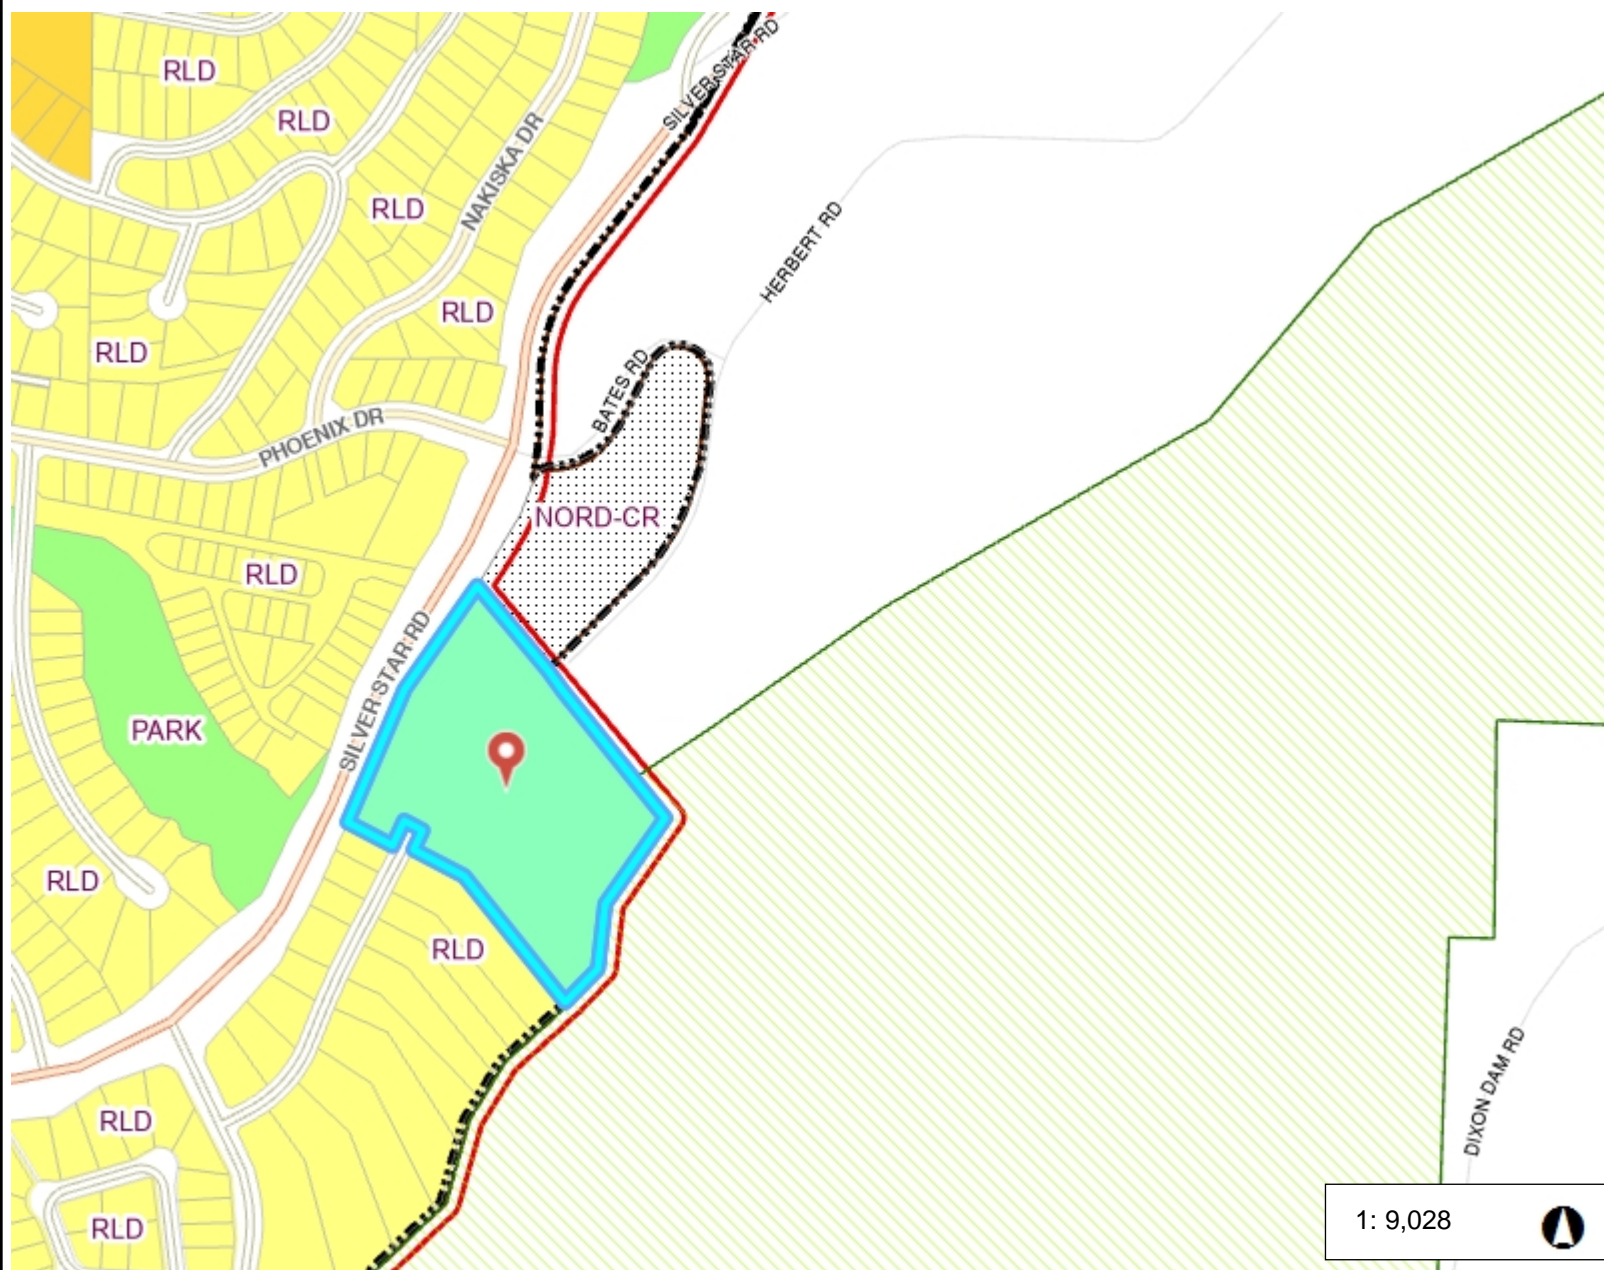 RLD
SILVER STAR RD
RLD
NAKISKA DR
RLD
HERBERT RD
RLD
RLD
BATES RD
PHOENIX DR
NORD-CR
RLD
SILVER STAR RD
PARK
RLD
RLD
DIXON DAM RD
RLD
RLD
1: 9,028